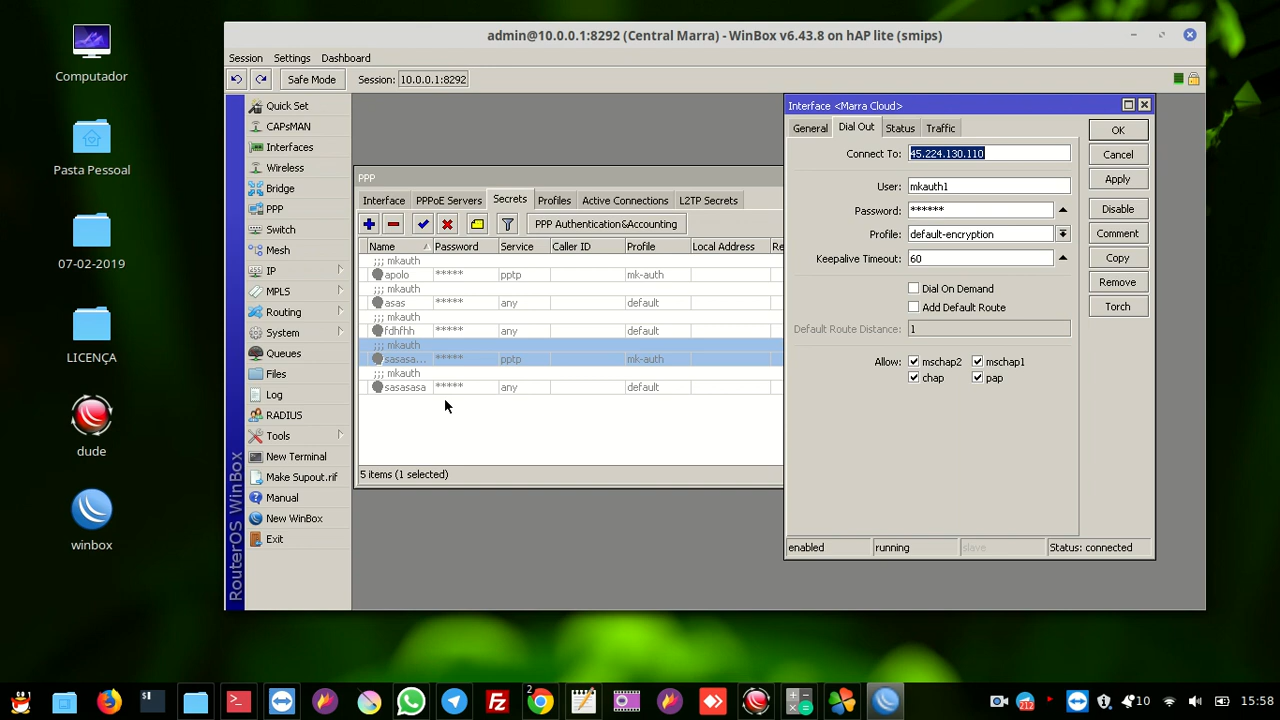 Computador
Pasta Pessoal
07-02-2019
LICENÇA
dude
winbox
admin@10.0.0.1:8292 (Central Marra) - WinBox v6.43.8 on hAP lite (smips)
Session Settings Dashboard
Safe Mode Session: 10.0.0.1:8292
RouterOS WinBox
Quick Set
CAPsMAN
Interfaces
Wireless
Bridge
PPP
Switch
Mesh
IP
MPLS
Routing
System
Queues
Files
Log
RADIUS
Tools
New Terminal
Make Supout.rif
Manual
New WinBox
Exit
PPP
Interface PPPoE Servers Secrets Profiles Active Connections L2TP Secrets
PPP Authentication&Accounting
Name Password Service Caller ID Profile Local Address Re
;;; mkauth
apolo ***** pptp mk-auth
;;; mkauth
asas ***** any default
;;; mkauth
fdhfhh ***** any default
;;; mkauth
sasasa... ***** pptp mk-auth
;;; mkauth
sasasasa ***** any default
5 items (1 selected)
Interface <Marra Cloud>
General Dial Out Status Traffic
Connect To: 45.224.130.110
User: mkauth1
Password: ******
Profile: default-encryption
Keepalive Timeout: 60
Dial On Demand
Add Default Route
Default Route Distance: 1
Allow: mschap2 mschap1
chap pap
OK
Cancel
Apply
Disable
Comment
Copy
Remove
Torch
enabled running slave Status: connected
2
212
10
15:58